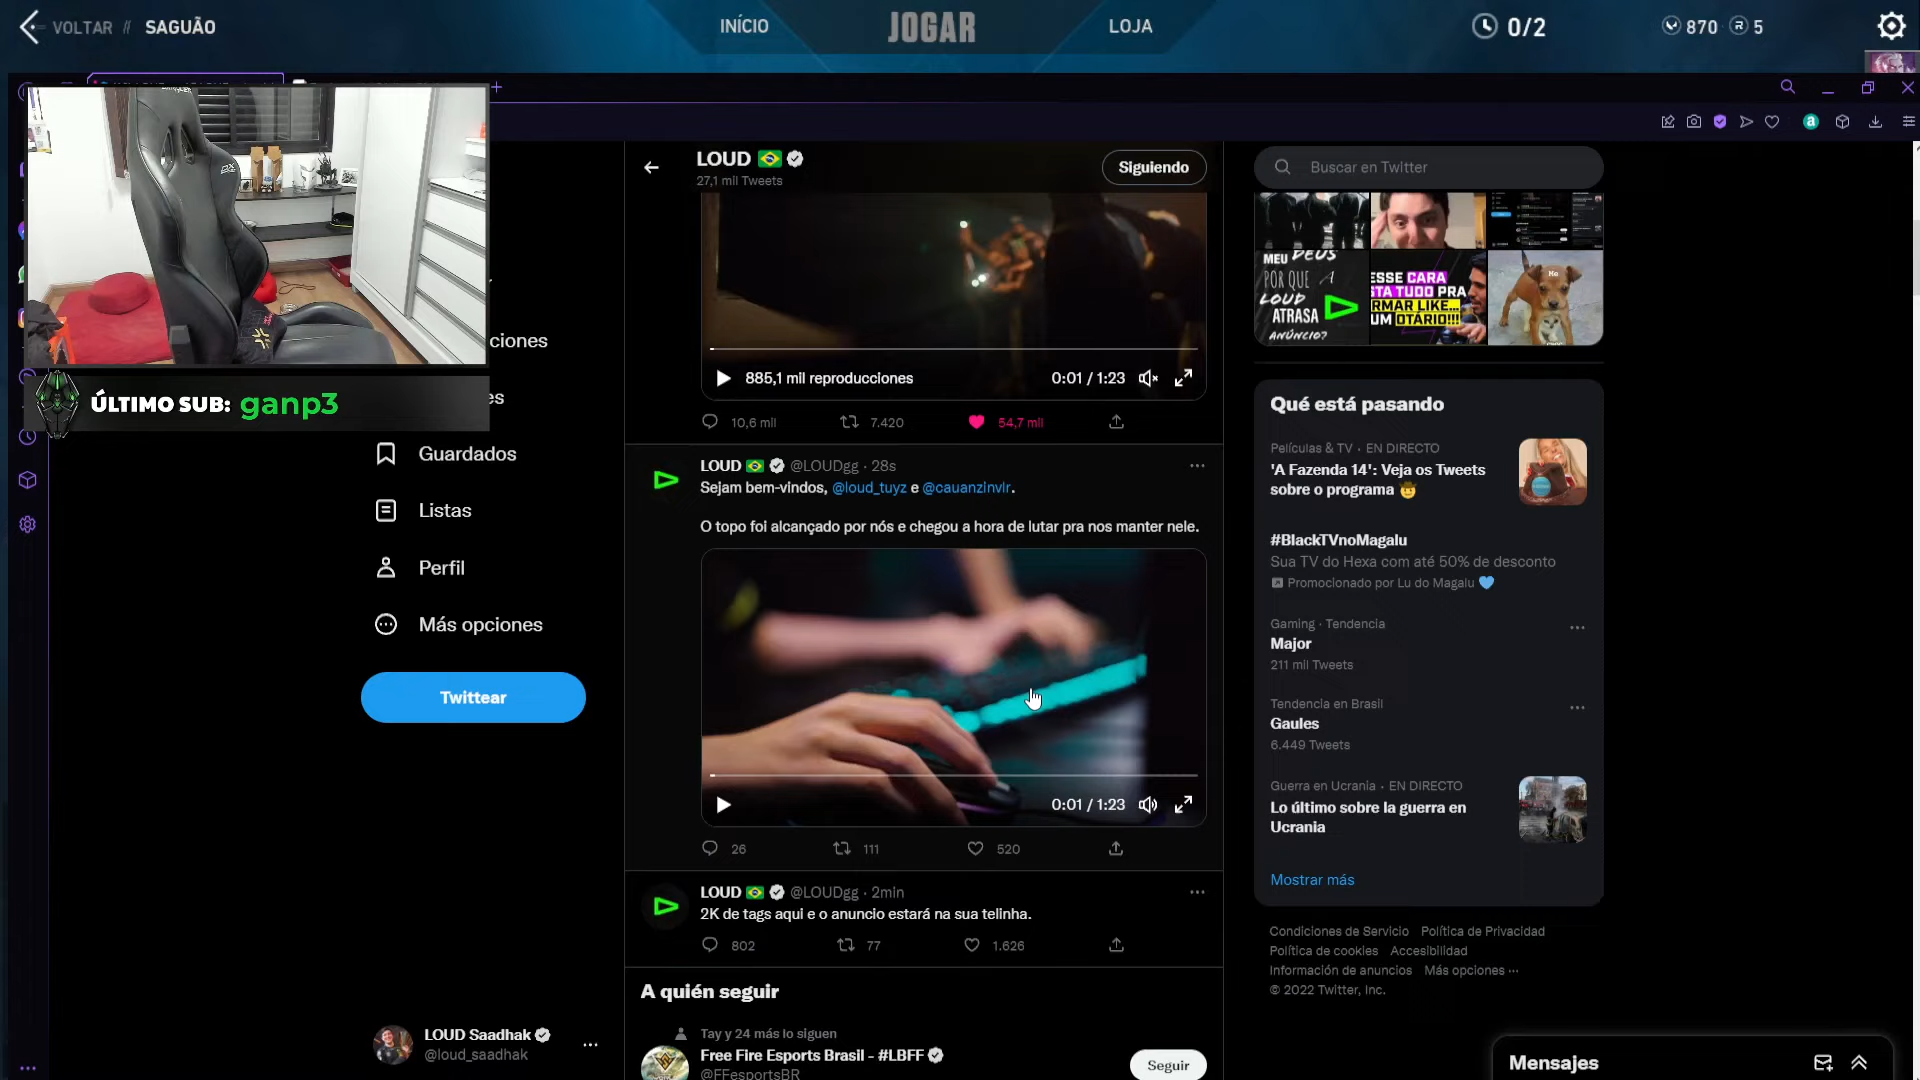 VOLTAR // SAGUÃO
INÍCIO
JOGAR
LOJA
0/2
870 R 5
LOUD
27,1 mil Tweets
Siguiendo
Buscar en Twitter
885,1 mil reproducciones
0:01 / 1:23
10,6 mil
7.420
54,7 mil
ÚLTIMO SUB: ganp3
ciones
es
Guardados
Listas
Perfil
Más opciones
Twittear
LOUD Saadhak
@loud_saadhak
LOUD @LOUDgg · 28s
Sejam bem-vindos, @loud_tuyz e @cauanzinvlr.
O topo foi alcançado por nós e chegou a hora de lutar pra nos manter nele.
0:01 / 1:23
26
111
520
LOUD @LOUDgg · 2min
2K de tags aqui e o anuncio estará na sua telinha.
802
77
1.626
A quién seguir
Tay y 24 más lo siguen
Free Fire Esports Brasil - #LBFF
@FFesportsBR
Seguir
MEU DEUS
POR QUE A
LOUD
ATRASA
ANÚNCIO?
ESSE CARA
STA TUDO PRA
RMAR LIKE...
UM OTÁRIO!!!
Qué está pasando
Películas & TV · EN DIRECTO
'A Fazenda 14': Veja os Tweets
sobre o programa
#BlackTVnoMagalu
Sua TV do Hexa com até 50% de desconto
Promocionado por Lu do Magalu
Gaming · Tendencia
Major
211 mil Tweets
Tendencia en Brasil
Gaules
6.449 Tweets
Guerra en Ucrania · EN DIRECTO
Lo último sobre la guerra en
Ucrania
Mostrar más
Condiciones de Servicio Política de Privacidad
Política de cookies Accesibilidad
Información de anuncios Más opciones ···
© 2022 Twitter, Inc.
Mensajes